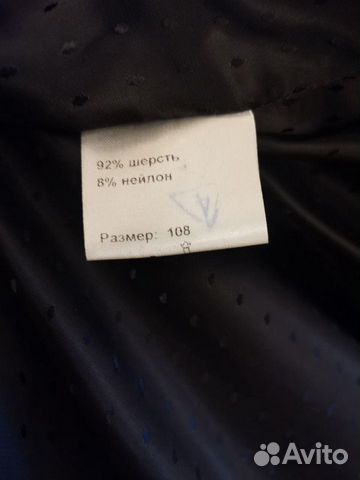 92% шерсть
8% нейлон
Размер: 108
Avito